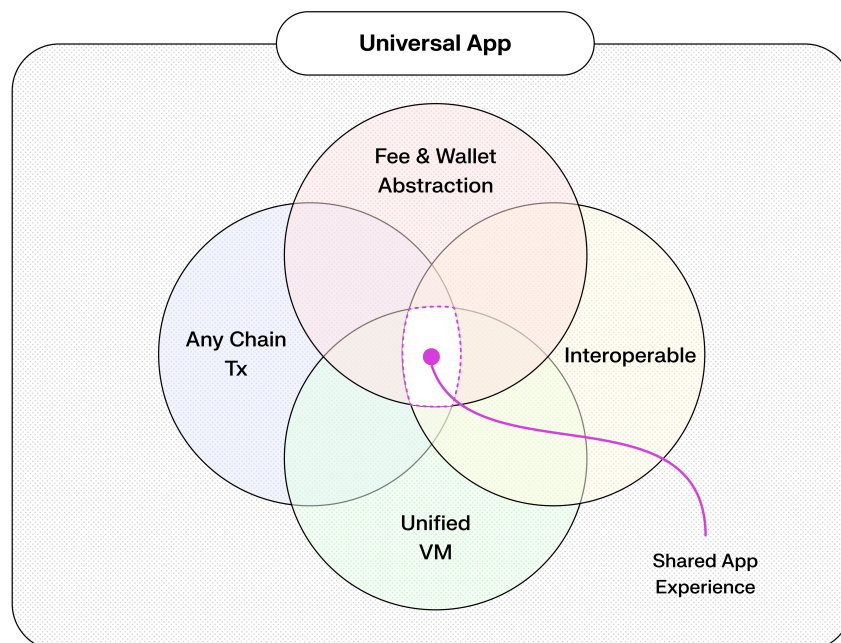 Universal App
Fee & Wallet
Abstraction
Any Chain
Tx
Interoperable
Unified
VM
Shared App
Experience